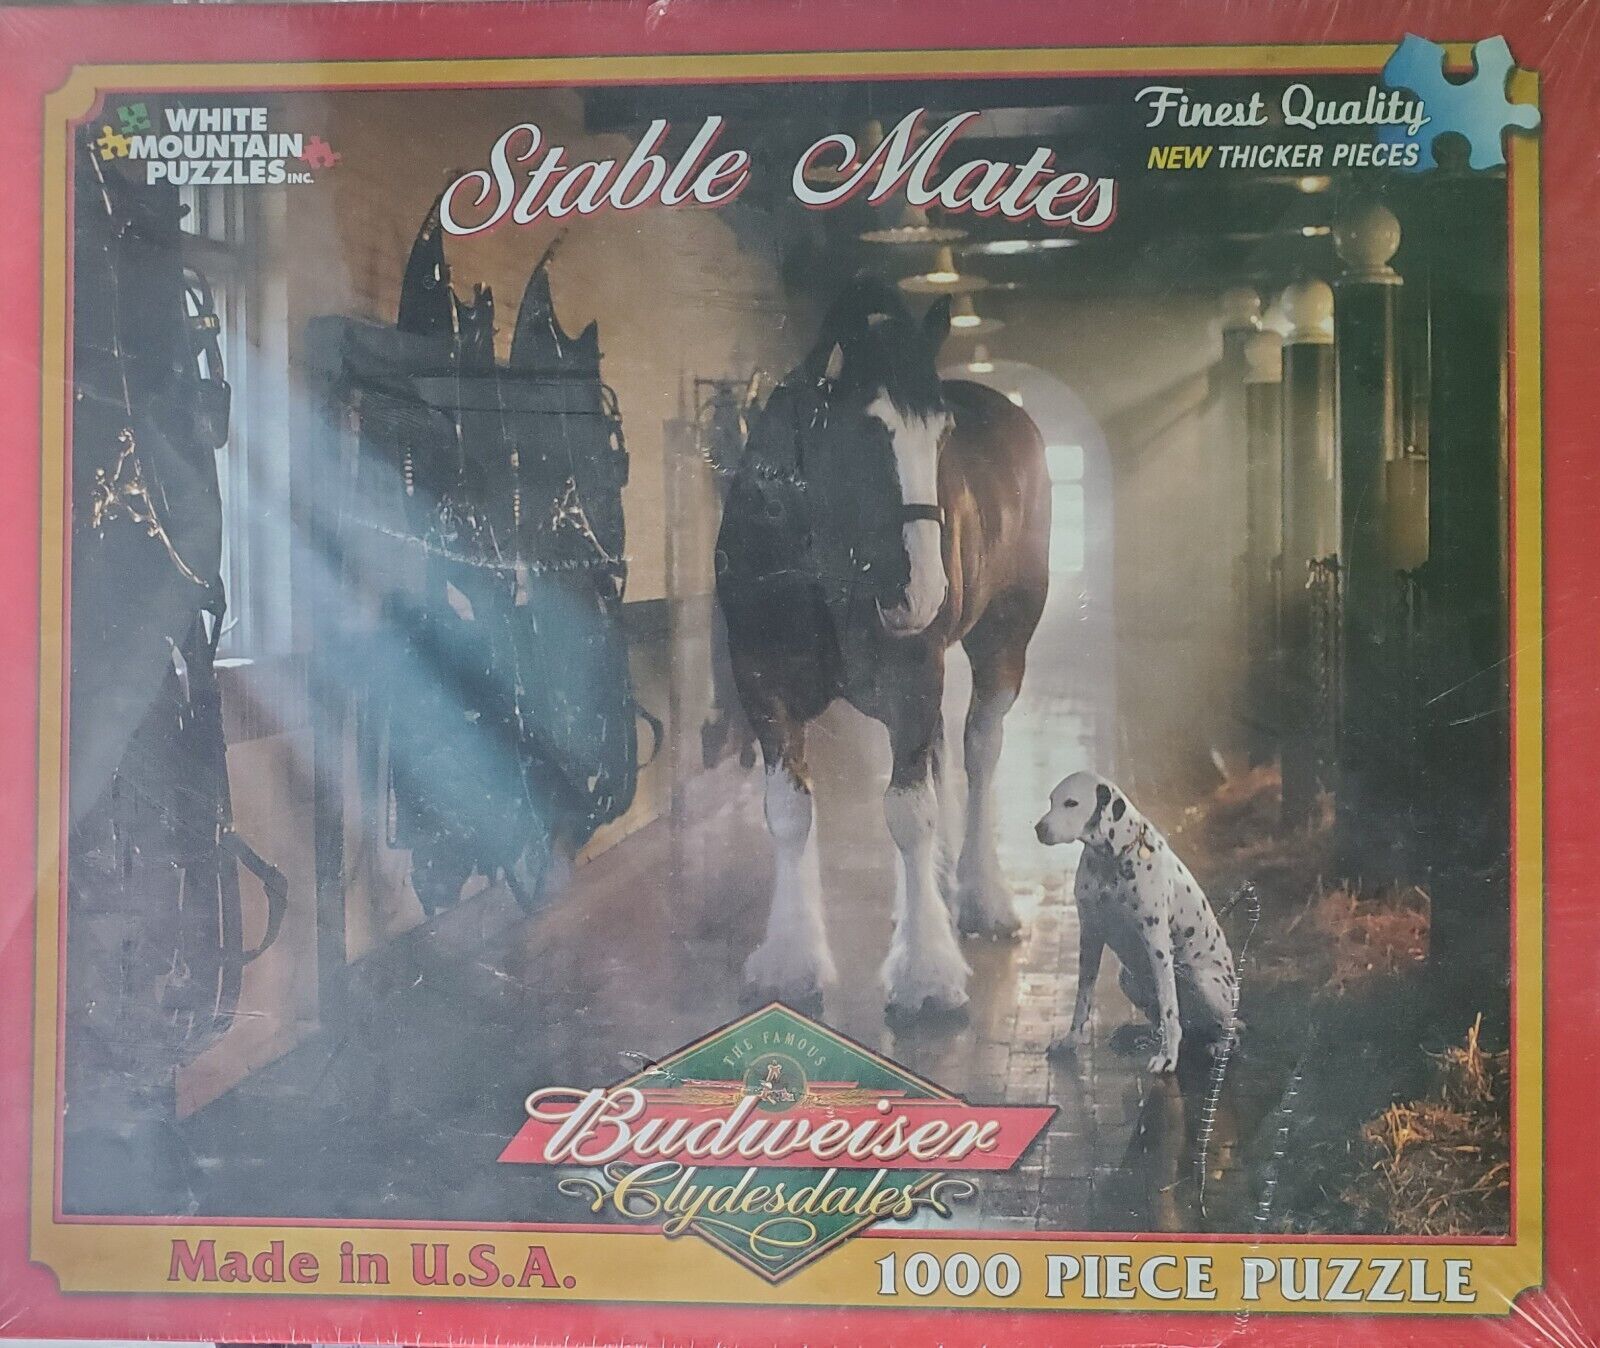 WHITE
MOUNTAIN
PUZZLES INC.
Stable Mates
Finest Quality
NEW THICKER PIECES
THE FAMOUS
Budweiser
Clydesdales
Made in U.S.A.
1000 PIECE PUZZLE